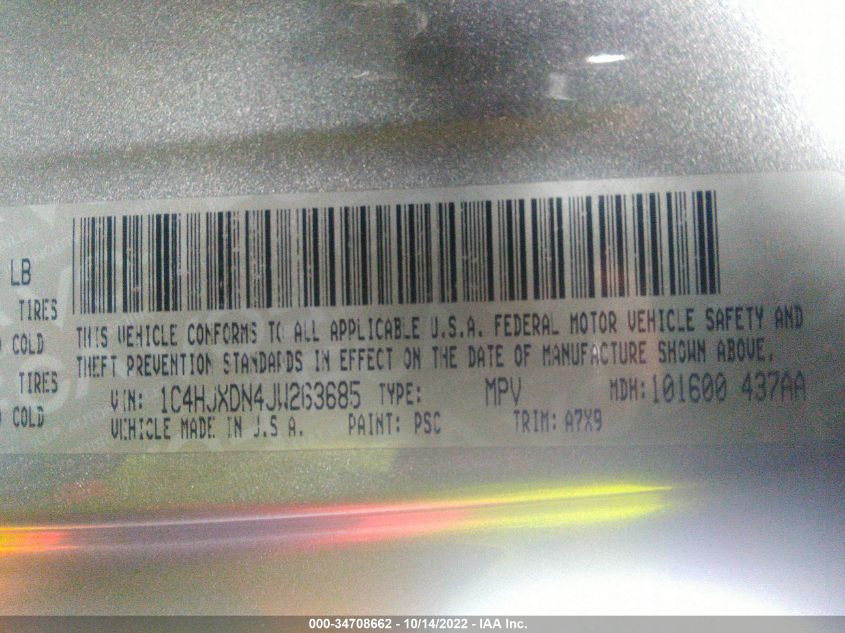 LB
TIRES
COLD
TIRES
COLD
THIS VEHICLE CONFORMS TO ALL APPLICABLE U.S.A. FEDERAL MOTOR VEHICLE SAFETY AND
THEFT PREVENTION STANDARDS IN EFFECT ON THE DATE OF MANUFACTURE SHOWN ABOVE.
VIN: 1C4HJXDN4JW263685 TYPE: MPV MDH: 101600 437AA
VEHICLE MADE IN U.S.A. PAINT: PSC TRIM: A7X9
000-34708662 - 10/14/2022 - IAA Inc.